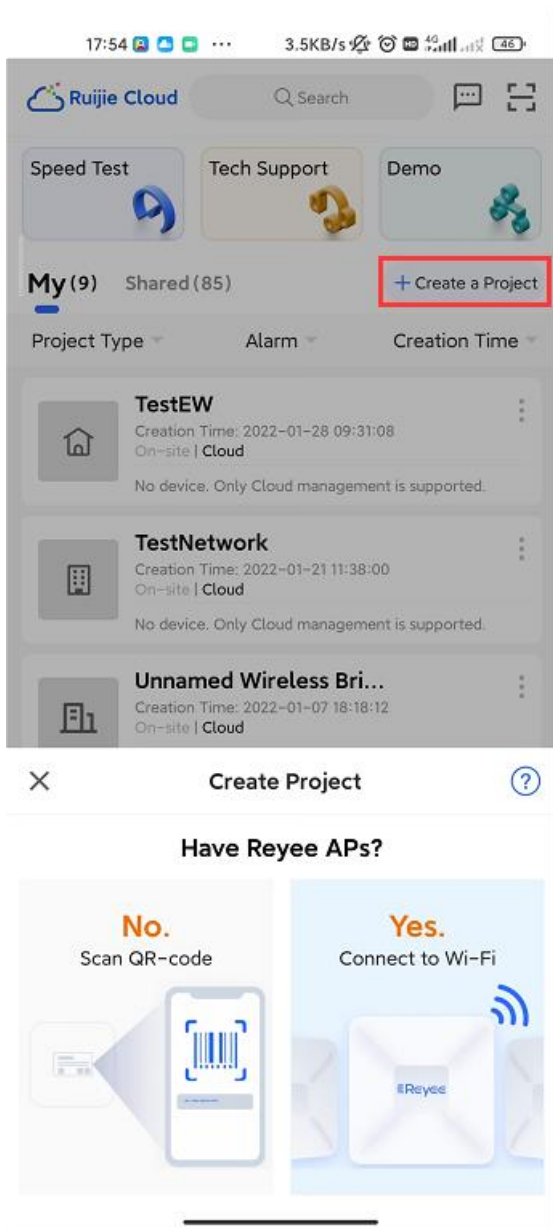 17:54 ... 3.5KB/s HD 4G 46
Ruijie Cloud Search
Speed Test Tech Support Demo
My (9) Shared (85) + Create a Project
Project Type Alarm Creation Time
TestEW
Creation Time: 2022-01-28 09:31:08
On-site | Cloud
No device. Only Cloud management is supported.
TestNetwork
Creation Time: 2022-01-21 11:38:00
On-site | Cloud
No device. Only Cloud management is supported.
Unnamed Wireless Bri...
Creation Time: 2022-01-07 18:18:12
On-site | Cloud
Create Project ?
Have Reyee APs?
No. Yes.
Scan QR-code Connect to Wi-Fi
Reyee